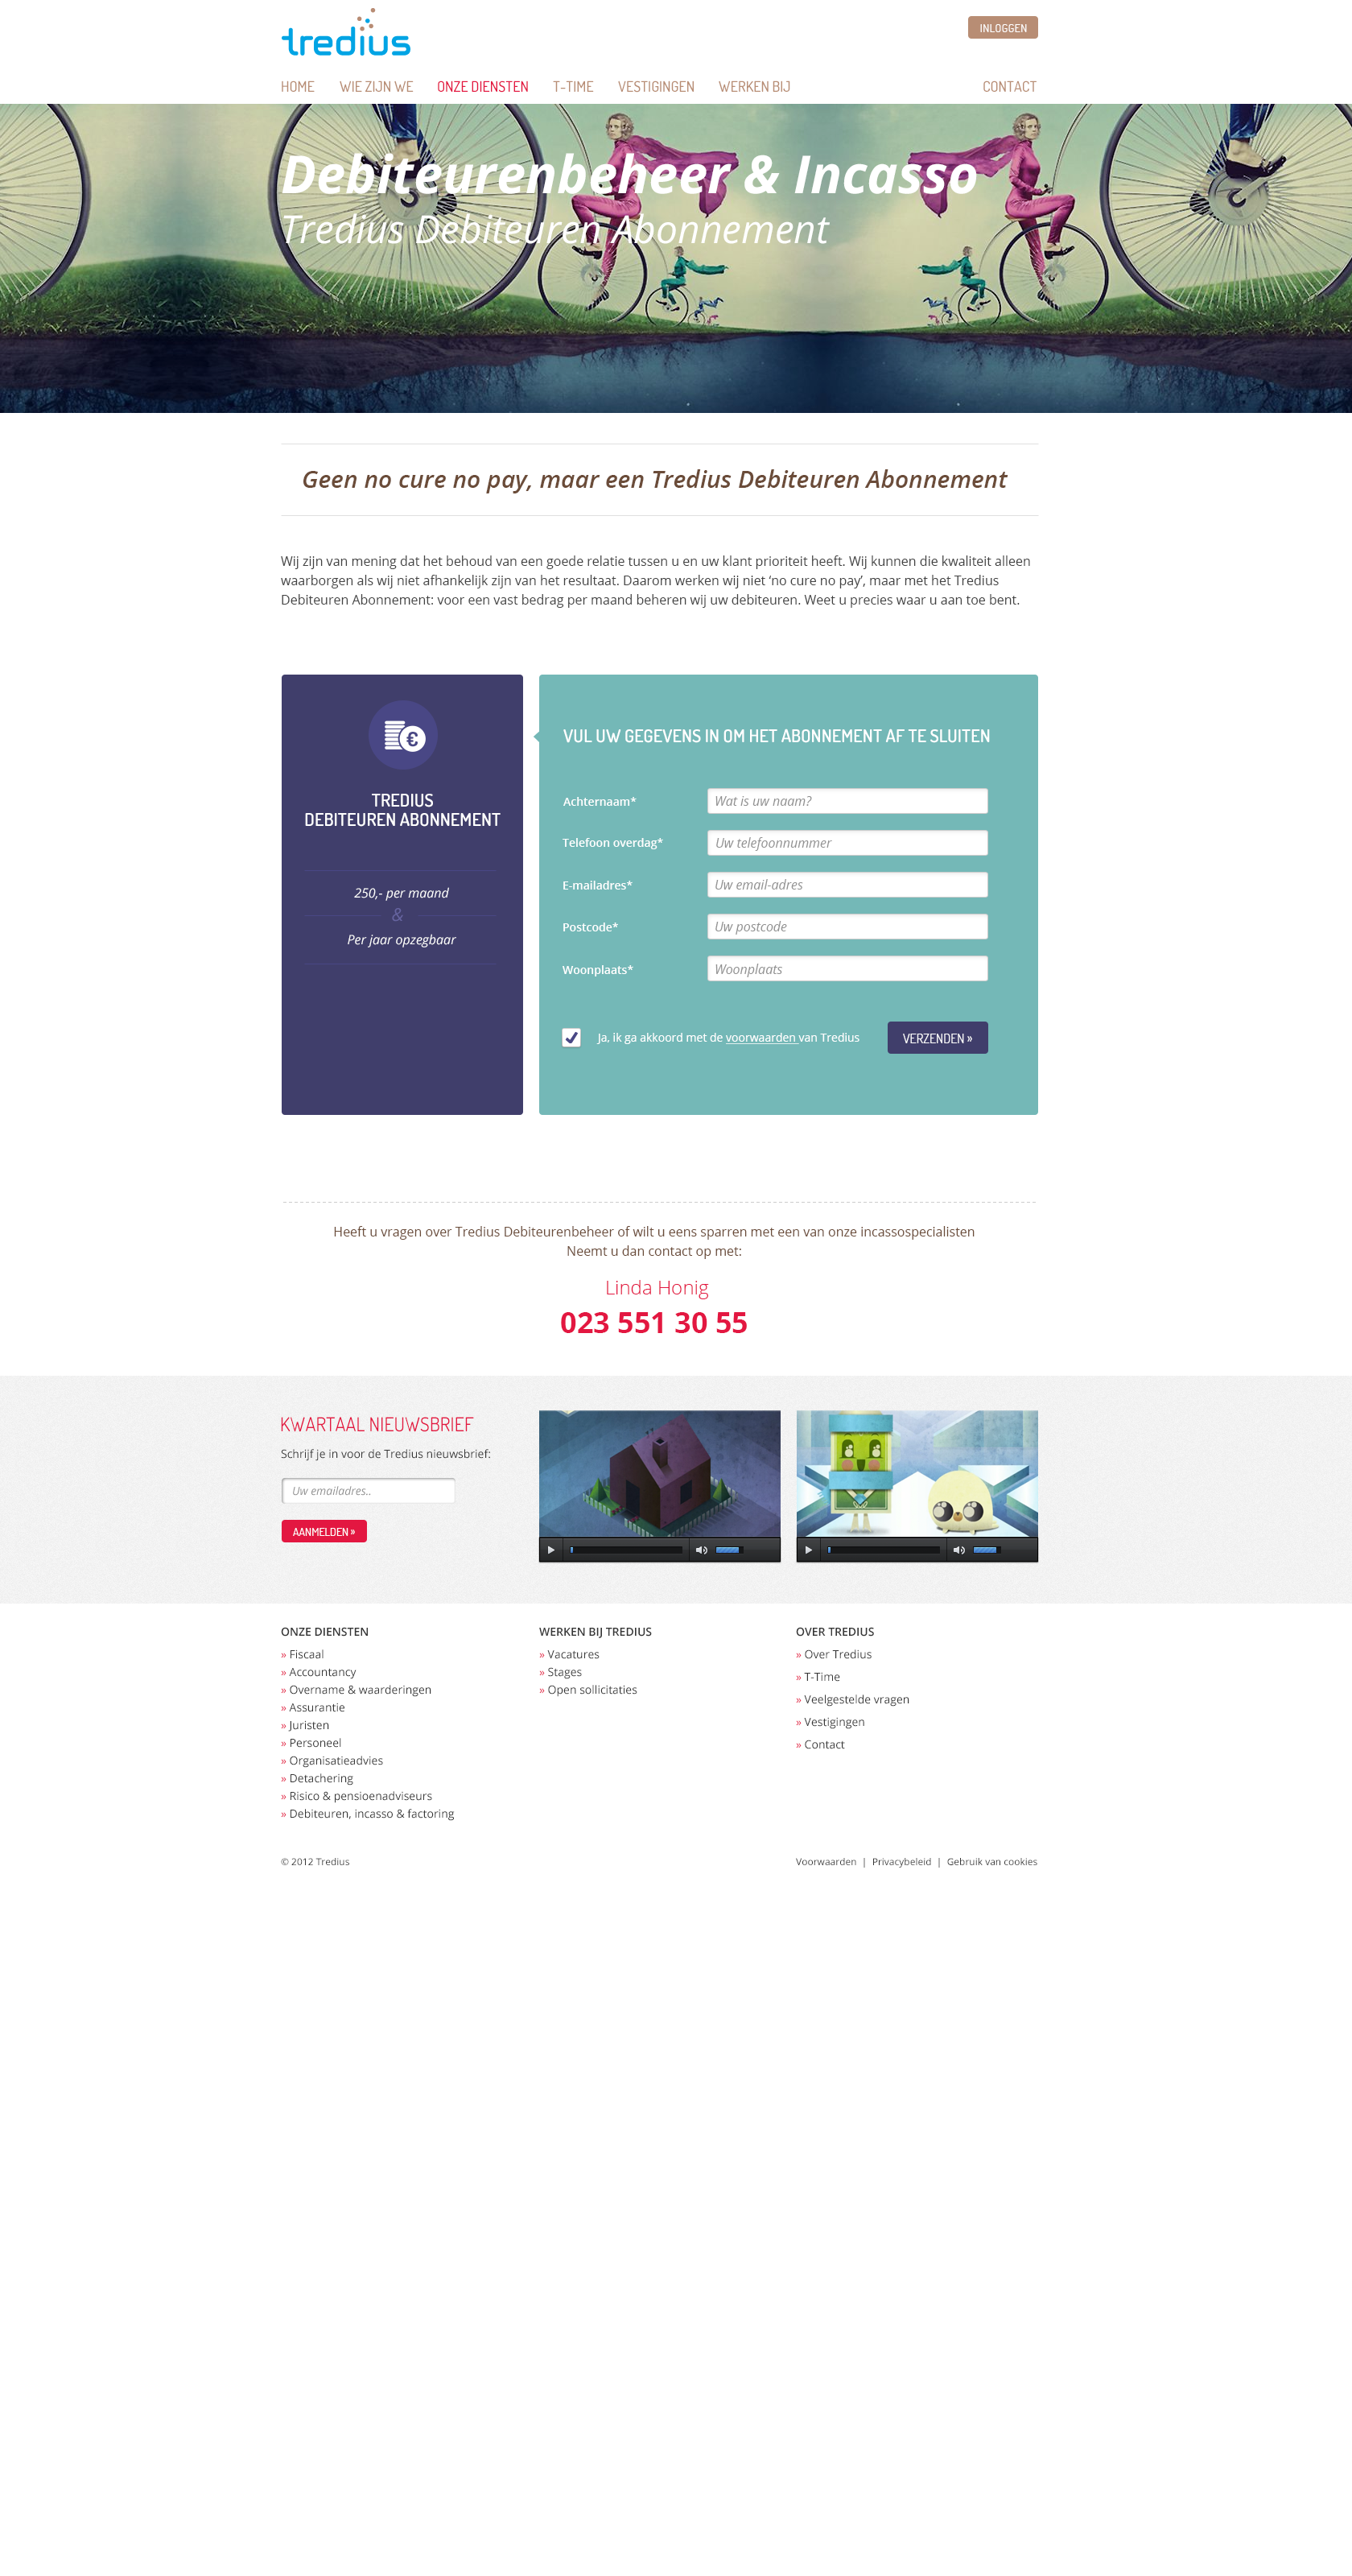 tredius
INLOGGEN
HOME WIE ZIJN WE ONZE DIENSTEN T-TIME VESTIGINGEN WERKEN BIJ CONTACT
Debiteurenbeheer & Incasso
Tredius Debiteuren Abonnement
Geen no cure no pay, maar een Tredius Debiteuren Abonnement
Wij zijn van mening dat het behoud van een goede relatie tussen u en uw klant prioriteit heeft. Wij kunnen die kwaliteit alleen
waarborgen als wij niet afhankelijk zijn van het resultaat. Daarom werken wij niet ‘no cure no pay’, maar met het Tredius
Debiteuren Abonnement: voor een vast bedrag per maand beheren wij uw debiteuren. Weet u precies waar u aan toe bent.
€
TREDIUS
DEBITEUREN ABONNEMENT
250,- per maand
&
Per jaar opzegbaar
VUL UW GEGEVENS IN OM HET ABONNEMENT AF TE SLUITEN
Achternaam* Wat is uw naam?
Telefoon overdag* Uw telefoonnummer
E-mailadres* Uw email-adres
Postcode* Uw postcode
Woonplaats* Woonplaats
Ja, ik ga akkoord met de voorwaarden van Tredius
VERZENDEN »
Heeft u vragen over Tredius Debiteurenbeheer of wilt u eens sparren met een van onze incassospecialisten
Neemt u dan contact op met:
Linda Honig
023 551 30 55
KWARTAAL NIEUWSBRIEF
Schrijf je in voor de Tredius nieuwsbrief:
Uw emailadres..
AANMELDEN »
ONZE DIENSTEN
» Fiscaal
» Accountancy
» Overname & waarderingen
» Assurantie
» Juristen
» Personeel
» Organisatieadvies
» Detachering
» Risico & pensioenadviseurs
» Debiteuren, incasso & factoring
WERKEN BIJ TREDIUS
» Vacatures
» Stages
» Open sollicitaties
OVER TREDIUS
» Over Tredius
» T-Time
» Veelgestelde vragen
» Vestigingen
» Contact
© 2012 Tredius
Voorwaarden | Privacybeleid | Gebruik van cookies